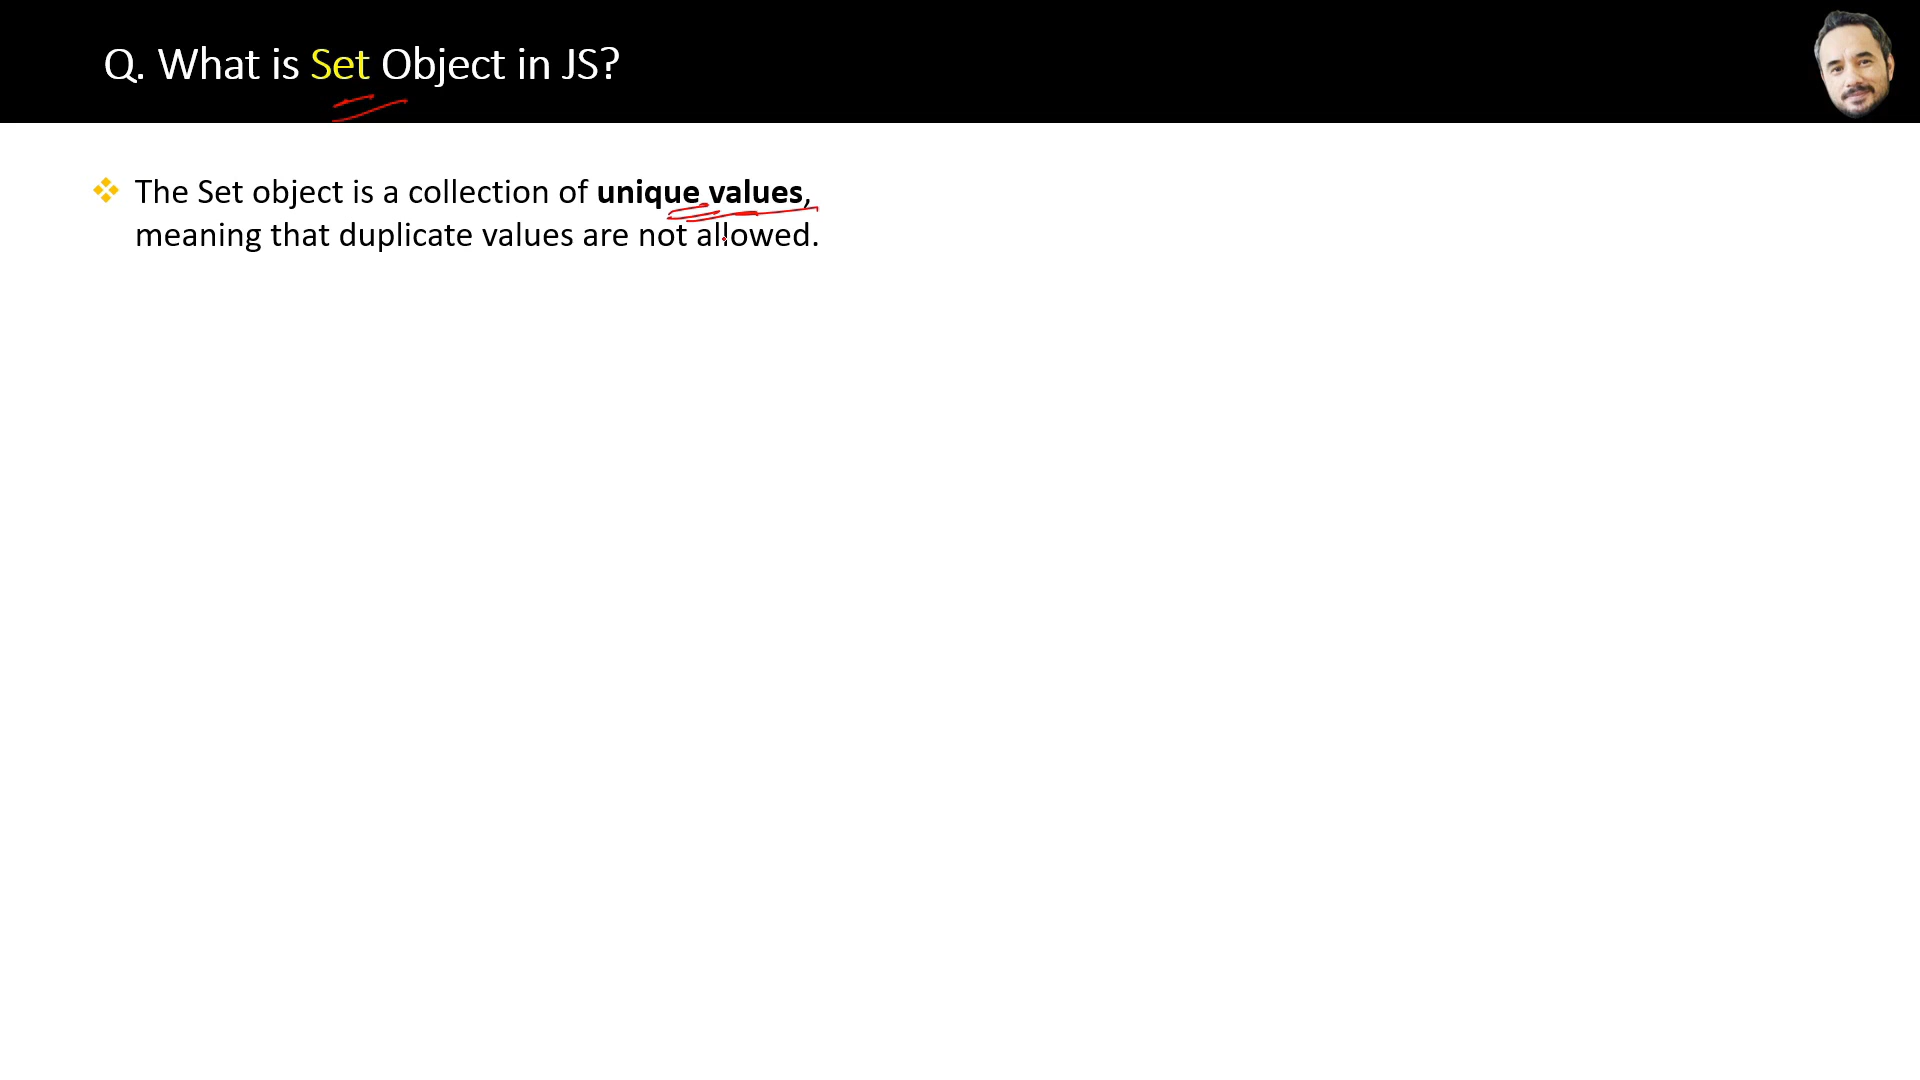 Q. What is Set Object in JS?
The Set object is a collection of unique values,
meaning that duplicate values are not allowed.